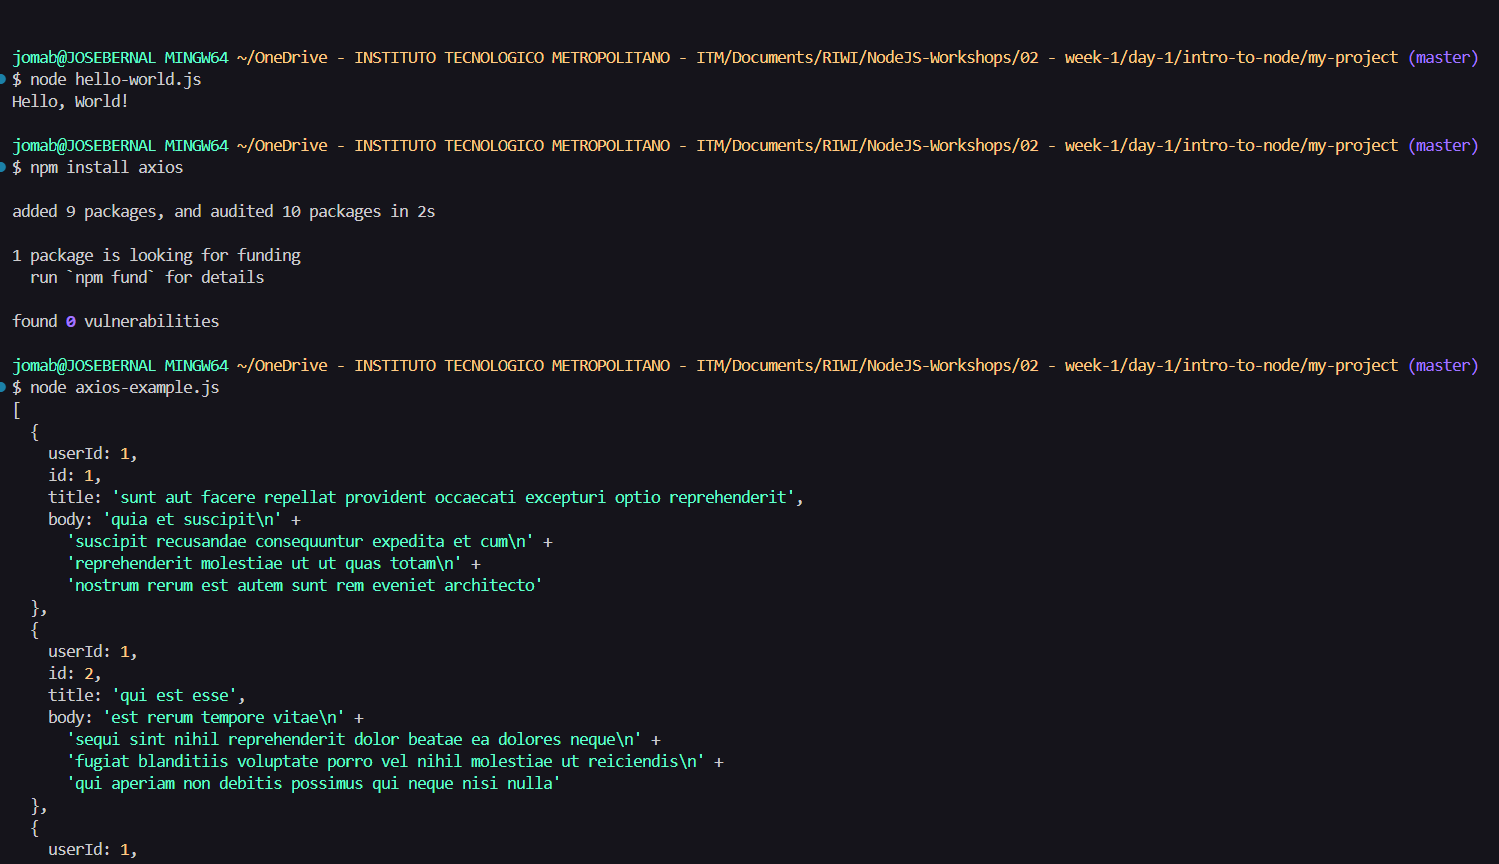 jomab@JOSEBERNAL MINGW64 ~/OneDrive - INSTITUTO TECNOLOGICO METROPOLITANO - ITM/Documents/RIWI/NodeJS-Workshops/02 - week-1/day-1/intro-to-node/my-project (master)
$ node hello-world.js
Hello, World!
jomab@JOSEBERNAL MINGW64 ~/OneDrive - INSTITUTO TECNOLOGICO METROPOLITANO - ITM/Documents/RIWI/NodeJS-Workshops/02 - week-1/day-1/intro-to-node/my-project (master)
$ npm install axios
added 9 packages, and audited 10 packages in 2s
1 package is looking for funding
  run `npm fund` for details
found 0 vulnerabilities
jomab@JOSEBERNAL MINGW64 ~/OneDrive - INSTITUTO TECNOLOGICO METROPOLITANO - ITM/Documents/RIWI/NodeJS-Workshops/02 - week-1/day-1/intro-to-node/my-project (master)
$ node axios-example.js
[
  {
    userId: 1,
    id: 1,
    title: 'sunt aut facere repellat provident occaecati excepturi optio reprehenderit',
    body: 'quia et suscipit\n' +
      'suscipit recusandae consequuntur expedita et cum\n' +
      'reprehenderit molestiae ut ut quas totam\n' +
      'nostrum rerum est autem sunt rem eveniet architecto'
  },
  {
    userId: 1,
    id: 2,
    title: 'qui est esse',
    body: 'est rerum tempore vitae\n' +
      'sequi sint nihil reprehenderit dolor beatae ea dolores neque\n' +
      'fugiat blanditiis voluptate porro vel nihil molestiae ut reiciendis\n' +
      'qui aperiam non debitis possimus qui neque nisi nulla'
  },
  {
    userId: 1,